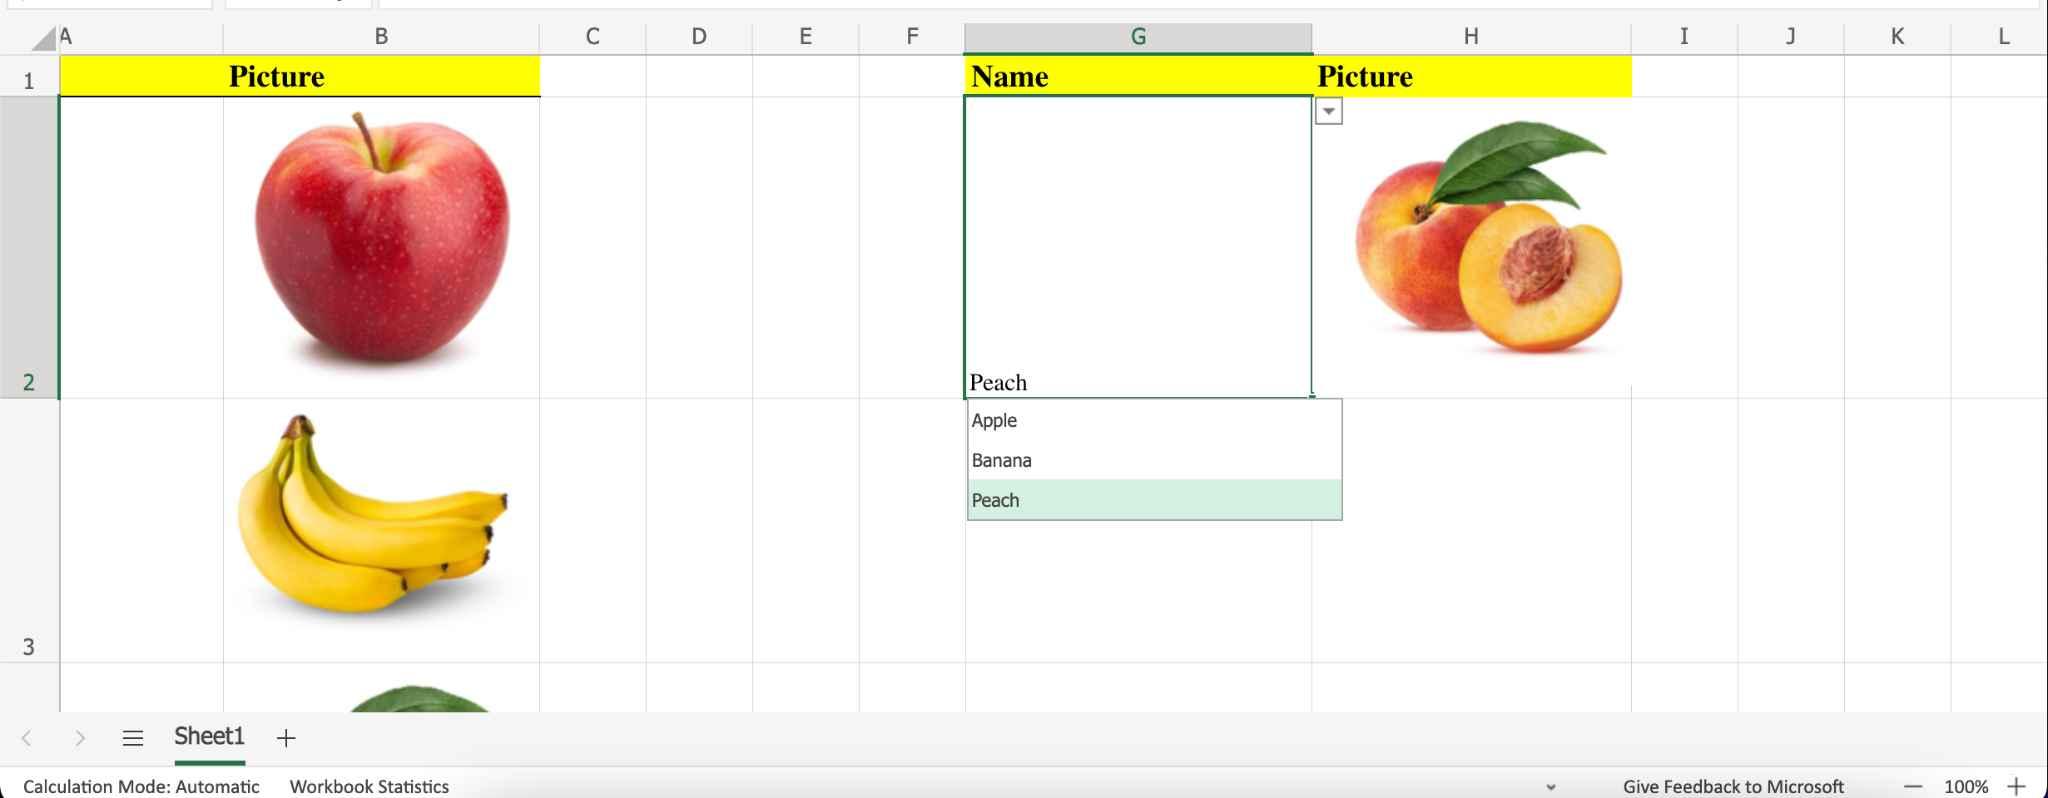 A B C D E F G H I J K L
1 Picture Name Picture
2 Peach
Apple
Banana
Peach
3
Sheet1
Calculation Mode: Automatic Workbook Statistics Give Feedback to Microsoft 100%